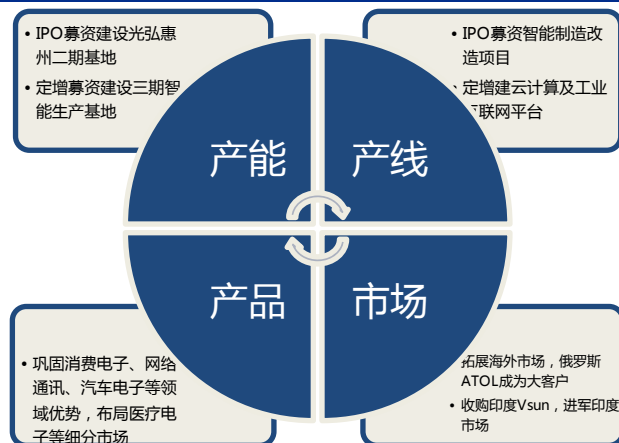 • IPO募资建设光弘惠
州二期基地
• 定增募资建设三期智
能生产基地
• IPO募资智能制造改
造项目
定增建云计算及工业
互联网平台
产能
产线
产品
市场
• 巩固消费电子、网络
通讯、汽车电子等领
域优势，布局医疗电
子等细分市场
拓展海外市场，俄罗斯
ATOL成为大客户
• 收购印度Vsun，进军印度
市场